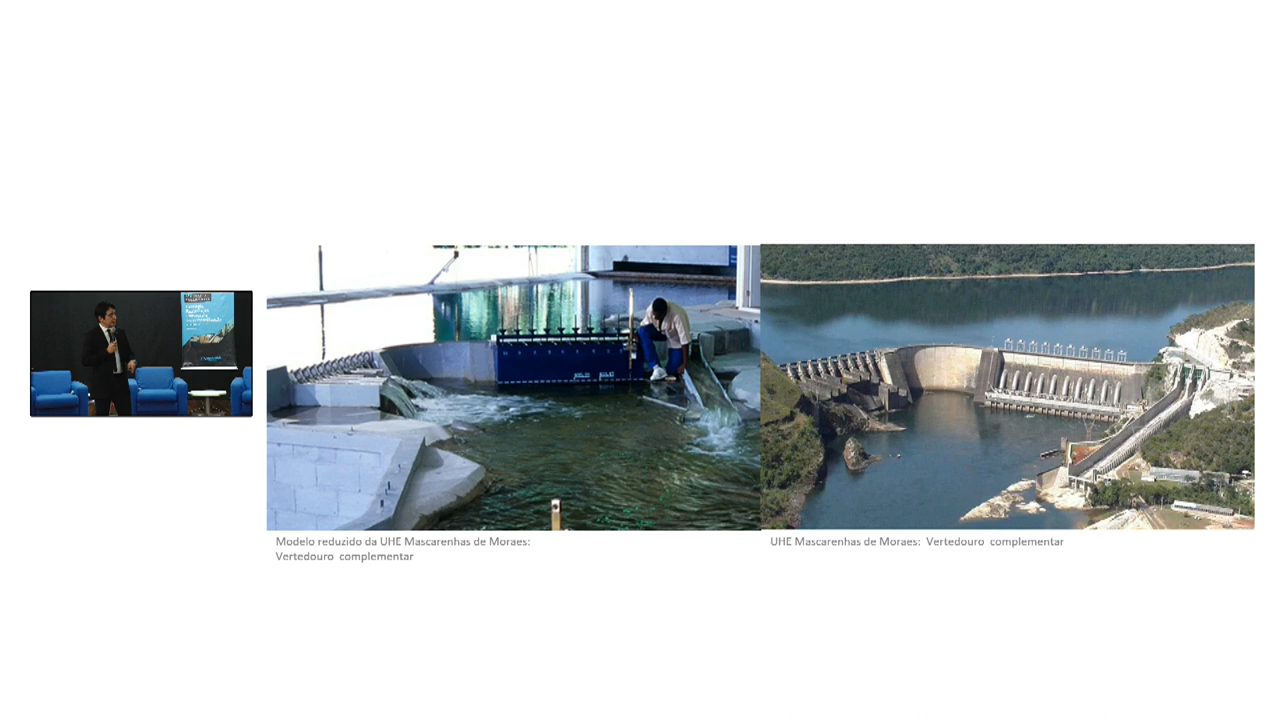 Modelo reduzido da UHE Mascarenhas de Moraes:
Vertedouro  complementar
UHE Mascarenhas de Moraes:  Vertedouro  complementar